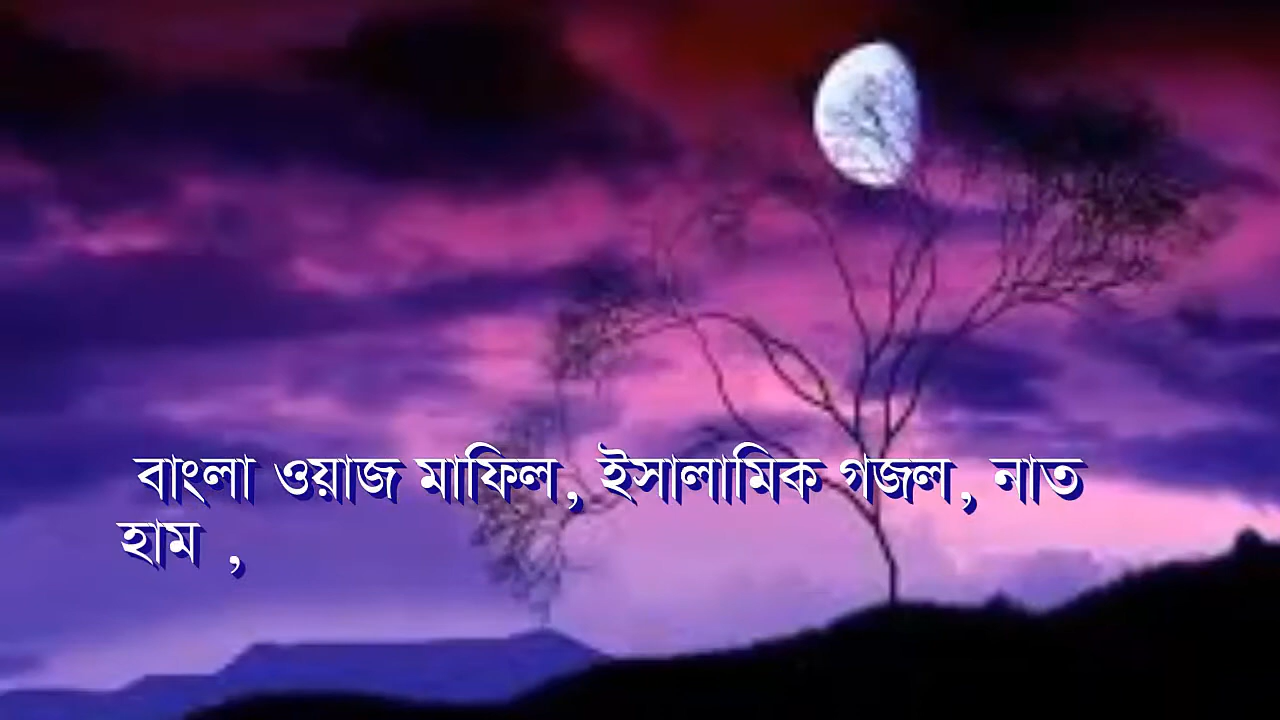 বাংলা ওয়াজ মাফিল, ইসালামিক গজল, নাত
হাম ,